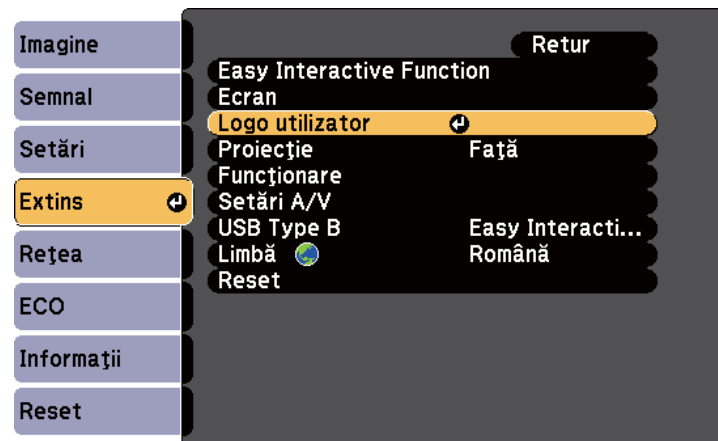 Imagine
Semnal
Setări
Extins
Reţea
ECO
Informaţii
Reset
Retur
Easy Interactive Function
Ecran
Logo utilizator
Proiecţie Faţă
Funcţionare
Setări A/V
USB Type B Easy Interacti...
Limbă Română
Reset